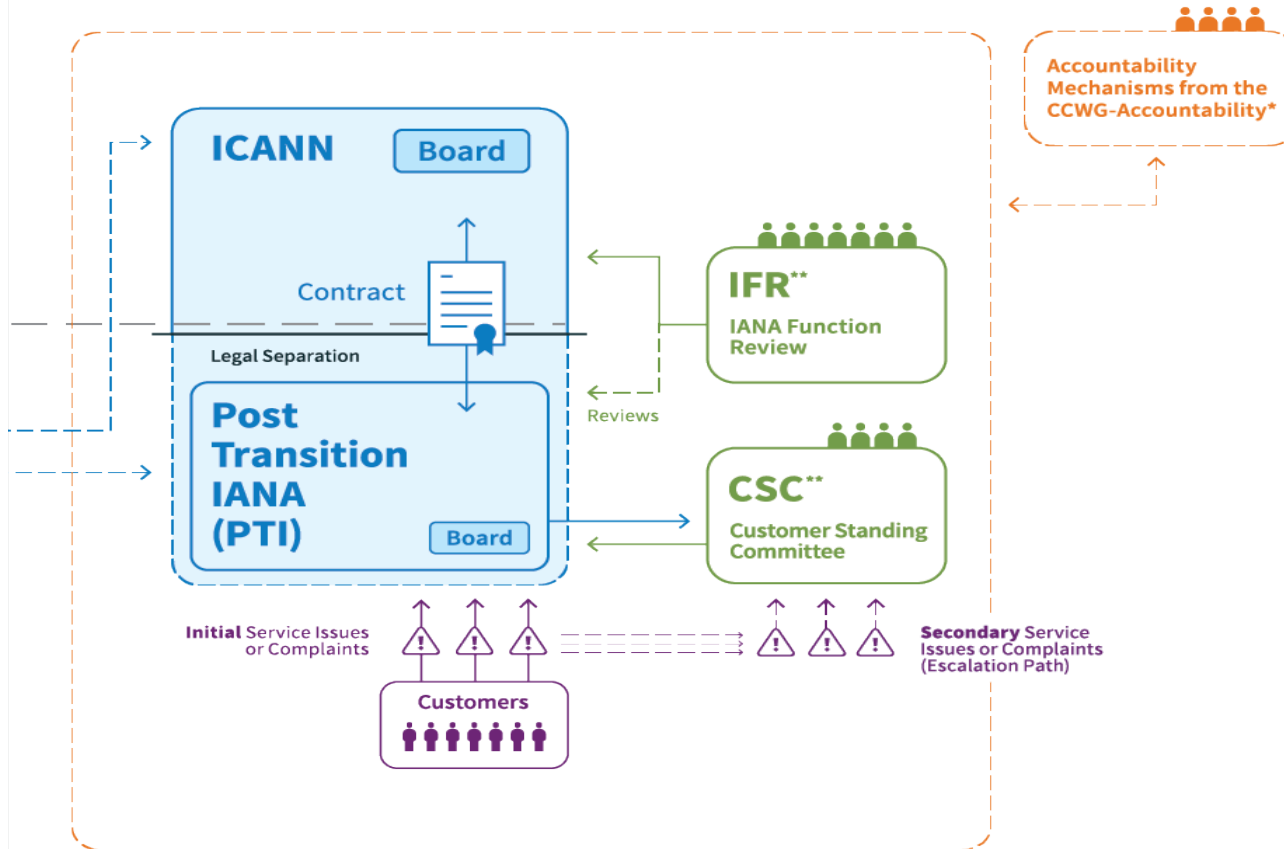 Accountability
Mechanisms from the
CCWG-Accountability*
ICANN
Board
Contract
Legal Separation
IFR**
IANA Function
Review
Reviews
Post
Transition
IANA
(PTI)
Board
CSC**
Customer Standing
Committee
Initial Service Issues
or Complaints
!
!
!
!
!
!
Secondary Service
Issues or Complaints
(Escalation Path)
Customers